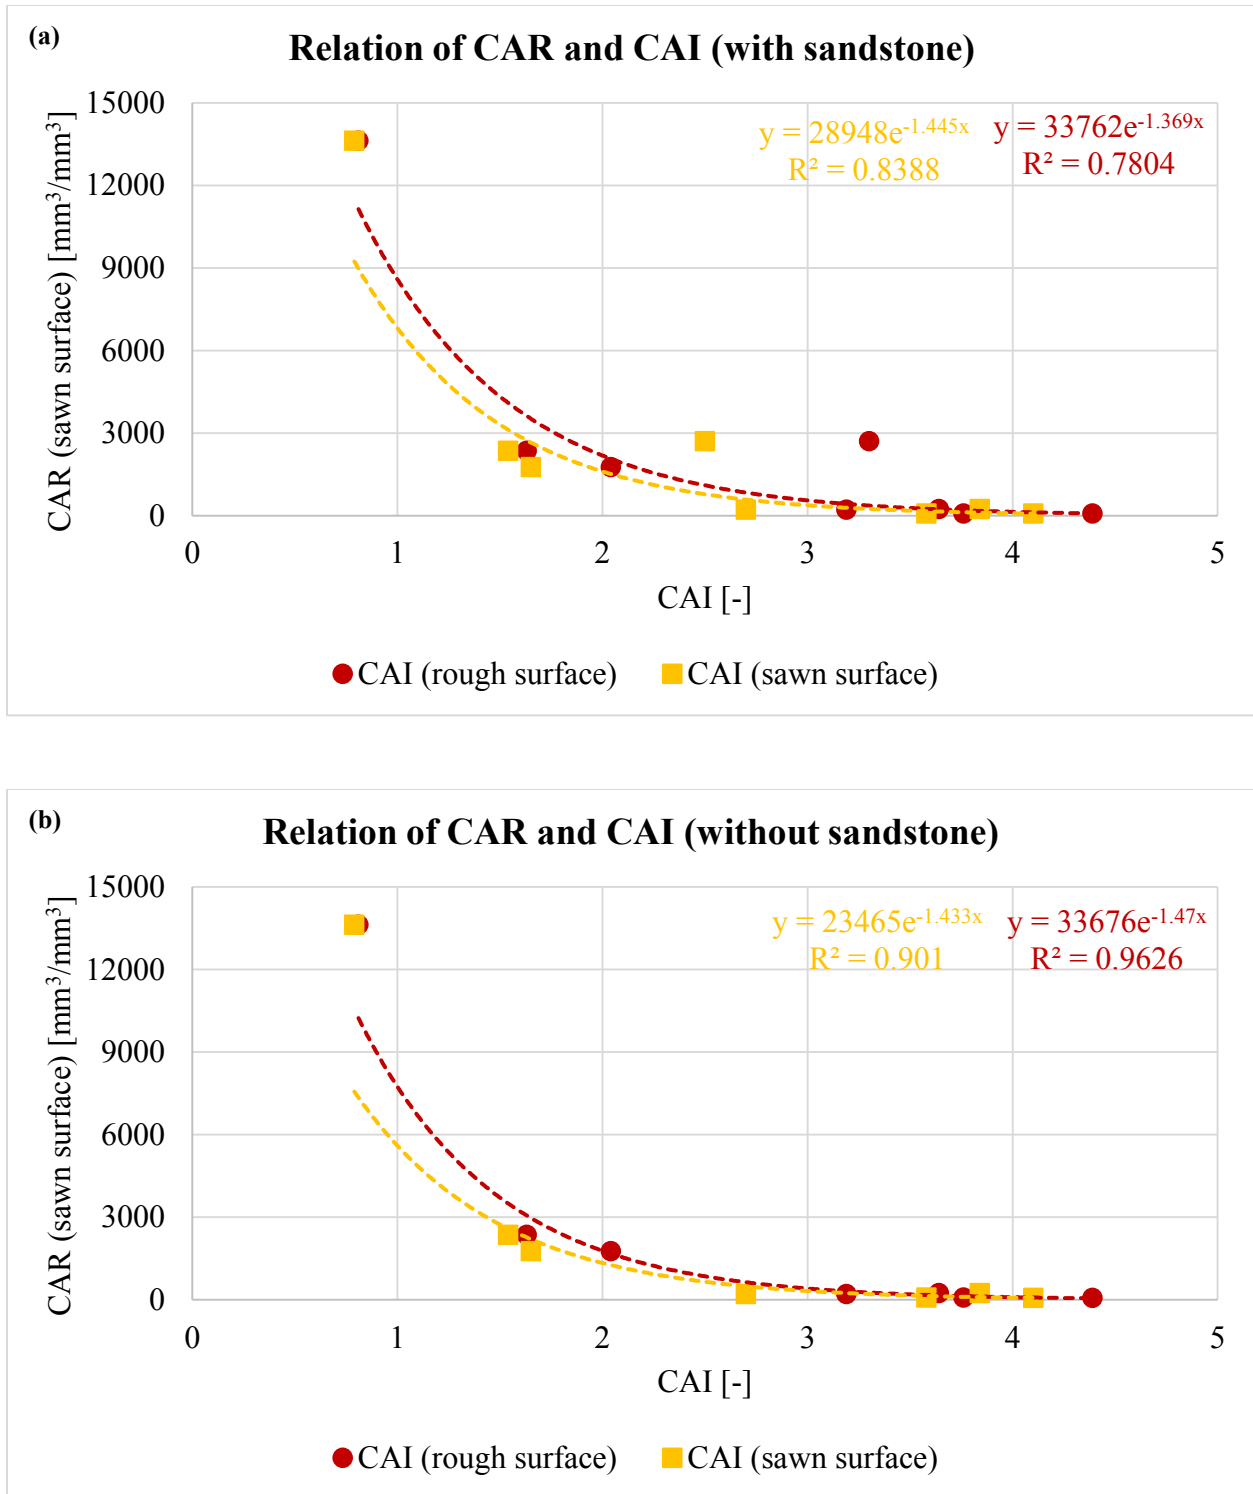 (a)
Relation of CAR and CAI (with sandstone)
CAR (sawn surface) [mm³/mm³]
15000
12000
9000
6000
3000
0
y = 28948e^-1.445x
R² = 0.8388
y = 33762e^-1.369x
R² = 0.7804
0 1 2 3 4 5
CAI [-]
CAI (rough surface) CAI (sawn surface)
(b)
Relation of CAR and CAI (without sandstone)
CAR (sawn surface) [mm³/mm³]
15000
12000
9000
6000
3000
0
y = 23465e^-1.433x
R² = 0.901
y = 33676e^-1.47x
R² = 0.9626
0 1 2 3 4 5
CAI [-]
CAI (rough surface) CAI (sawn surface)